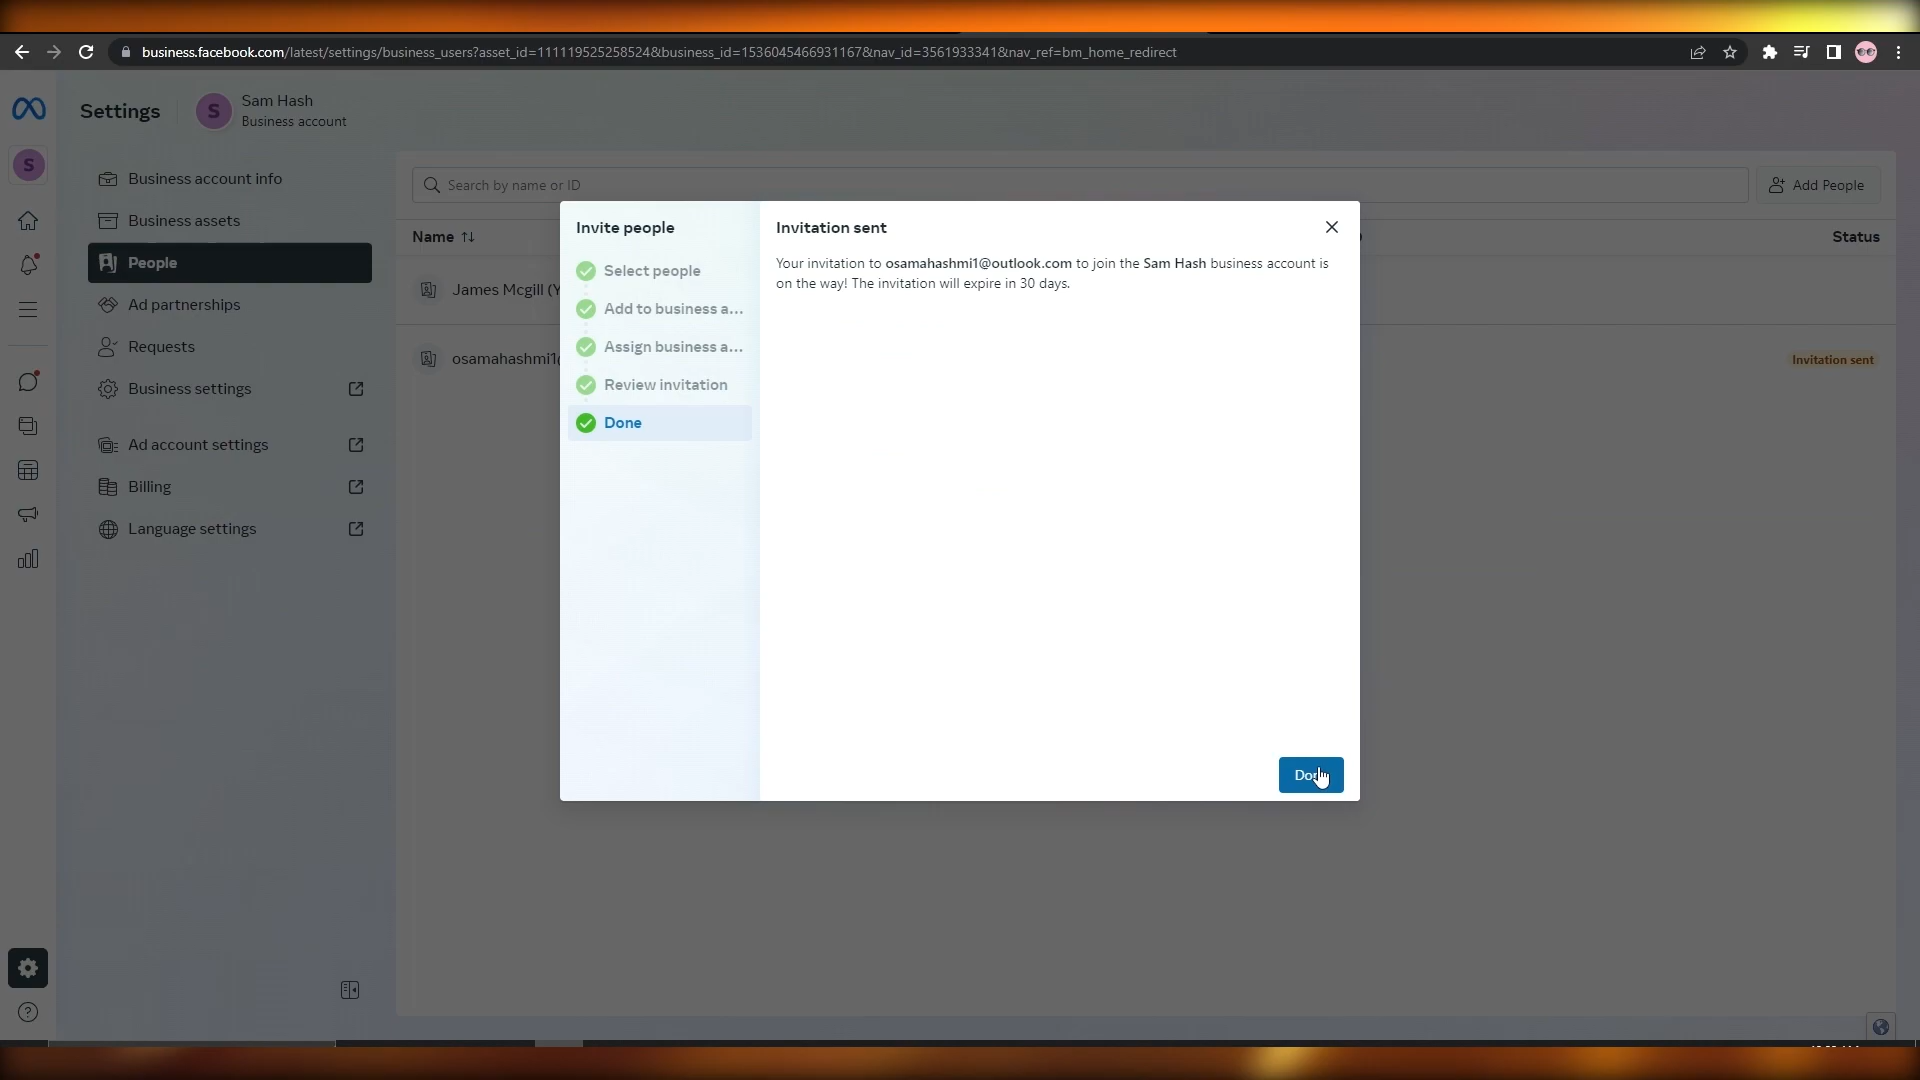 business.facebook.com/latest/settings/business_users?asset_id=111119525258524&business_id=1536045466931167&nav_id=3561933341&nav_ref=bm_home_redirect
Settings
S
Sam Hash
Business account
S
Business account info
Business assets
People
Ad partnerships
Requests
Business settings
Ad account settings
Billing
Language settings
Search by name or ID
Add People
Name
Status
James Mcgill (Y
osamahashmi1@
Invitation sent
Invite people
Select people
Add to business a...
Assign business a...
Review invitation
Done
Invitation sent
Your invitation to osamahashmi1@outlook.com to join the Sam Hash business account is
on the way! The invitation will expire in 30 days.